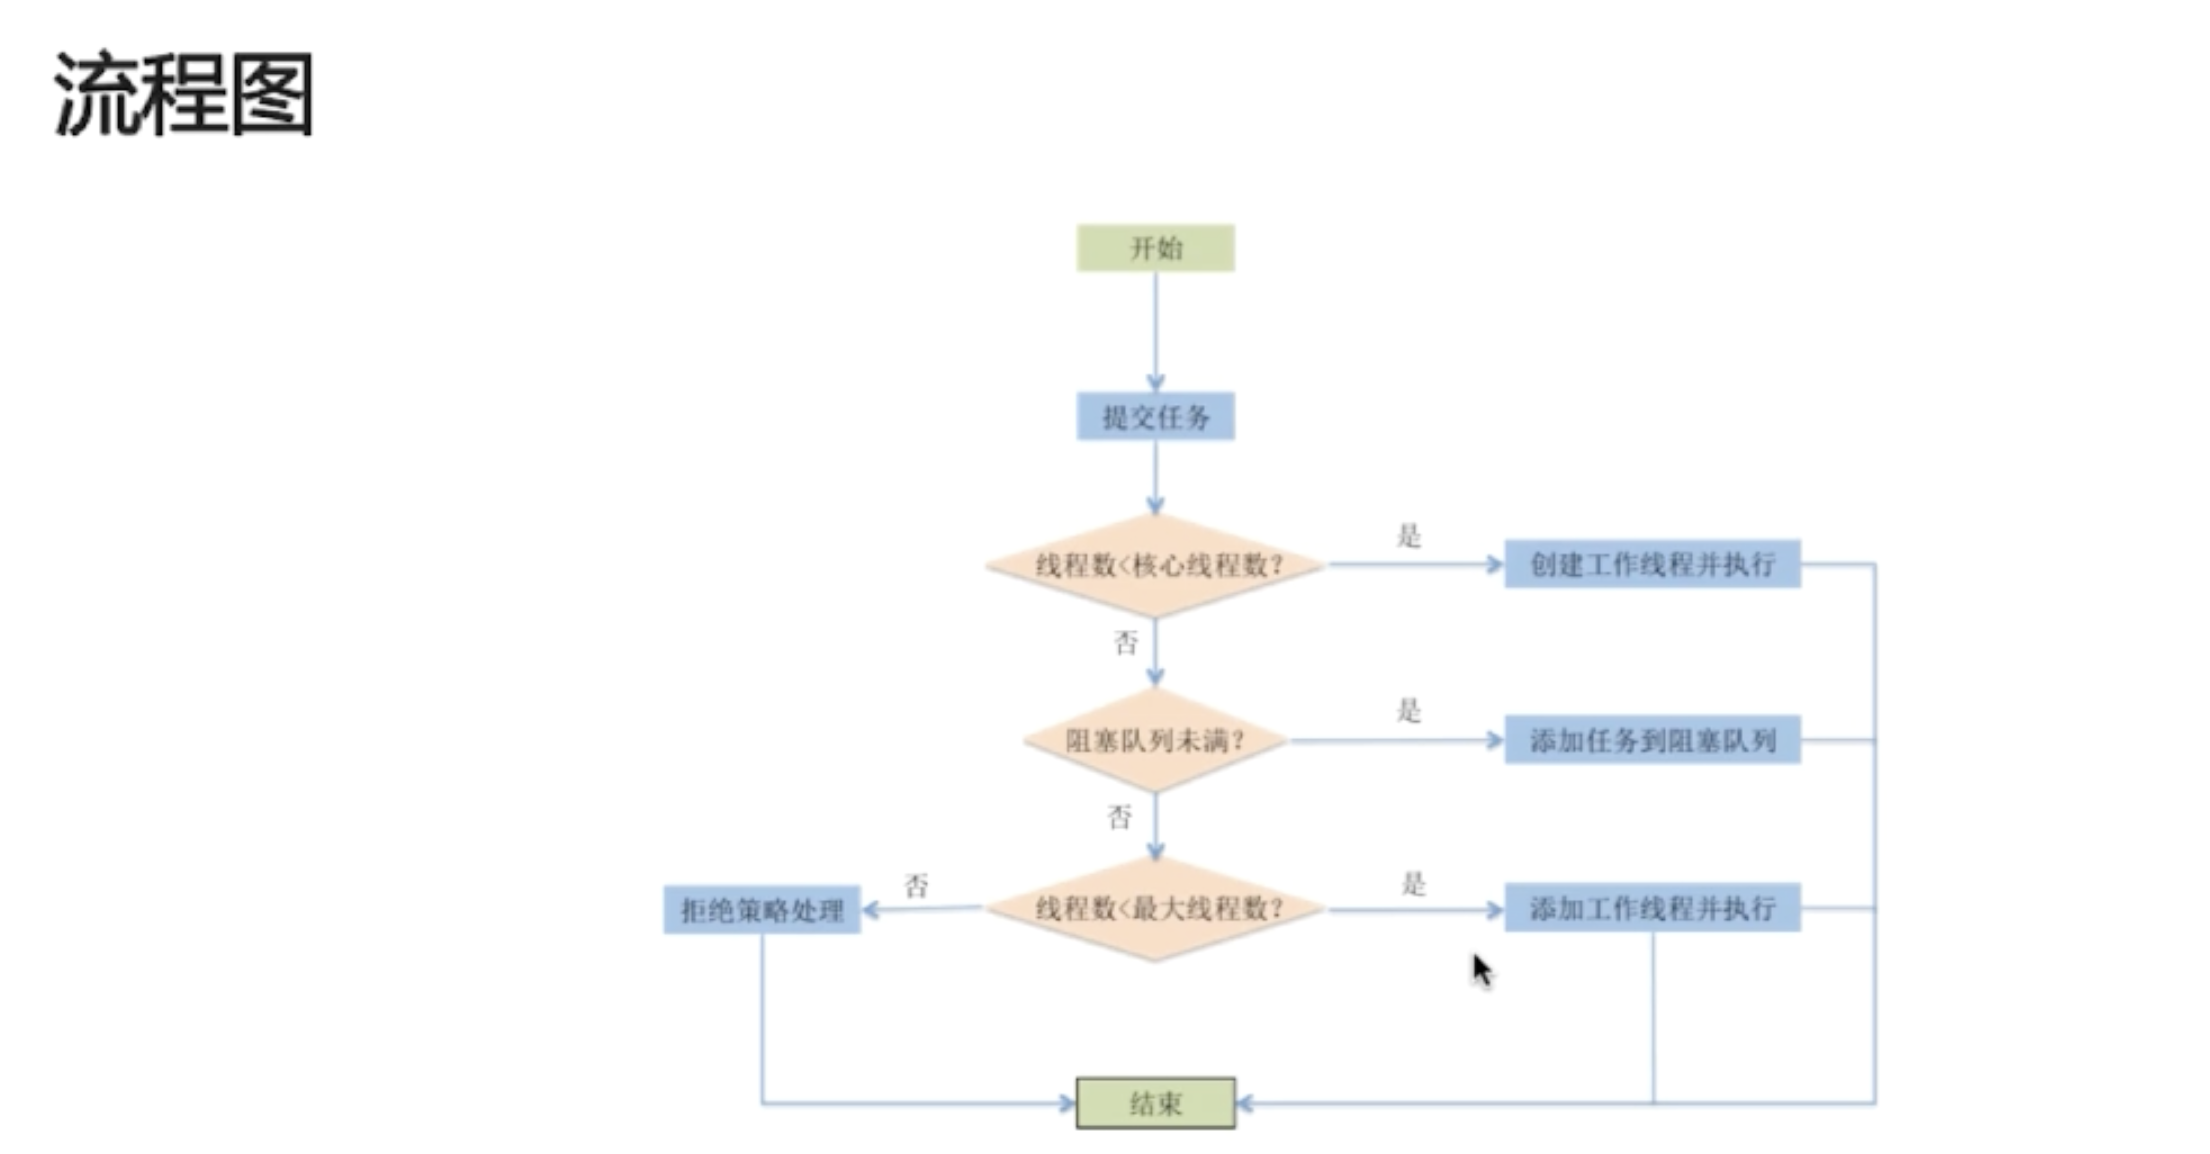 流程图
开始
提交任务
线程数<核心线程数?
是
创建工作线程并执行
否
阻塞队列未满?
是
添加任务到阻塞队列
否
拒绝策略处理
否
线程数<最大线程数?
是
添加工作线程并执行
结束